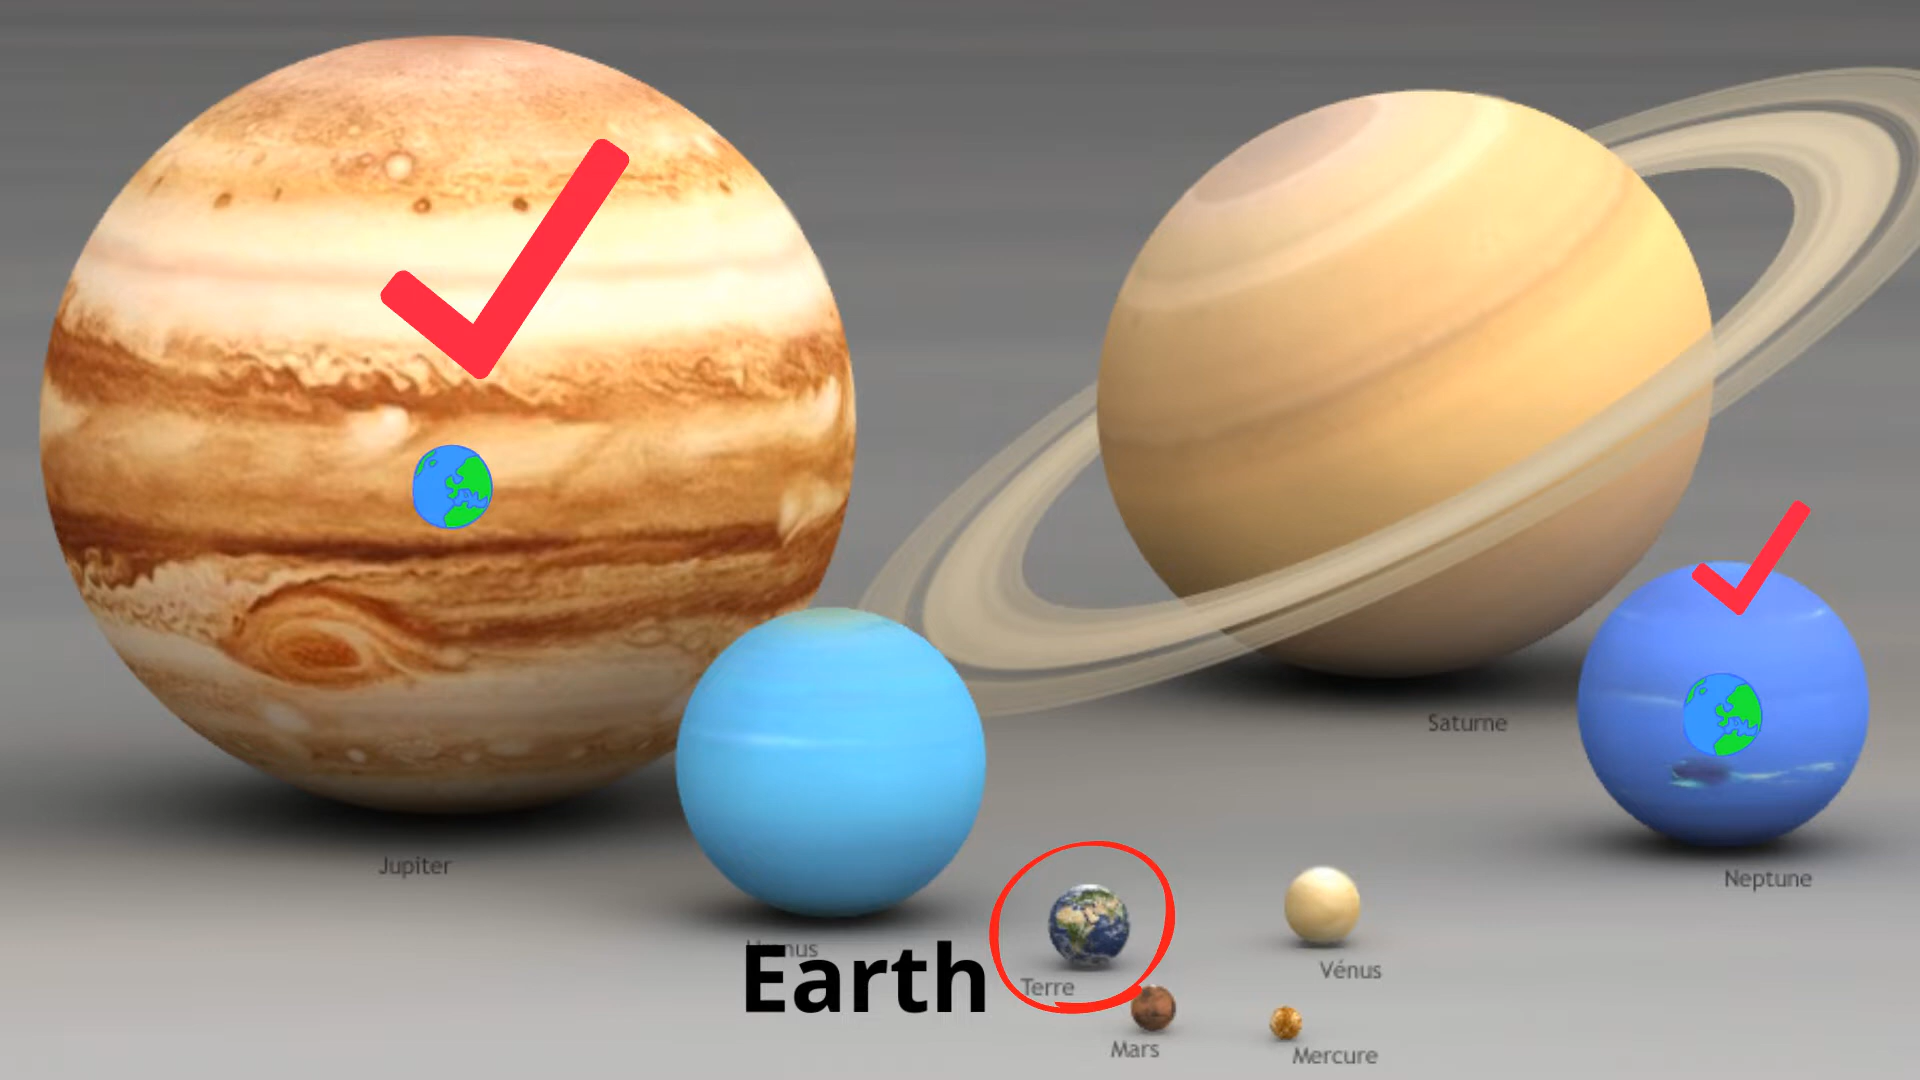 Saturne
Jupiter
Neptune
Earth
Terre
Vénus
Mars
Mercure